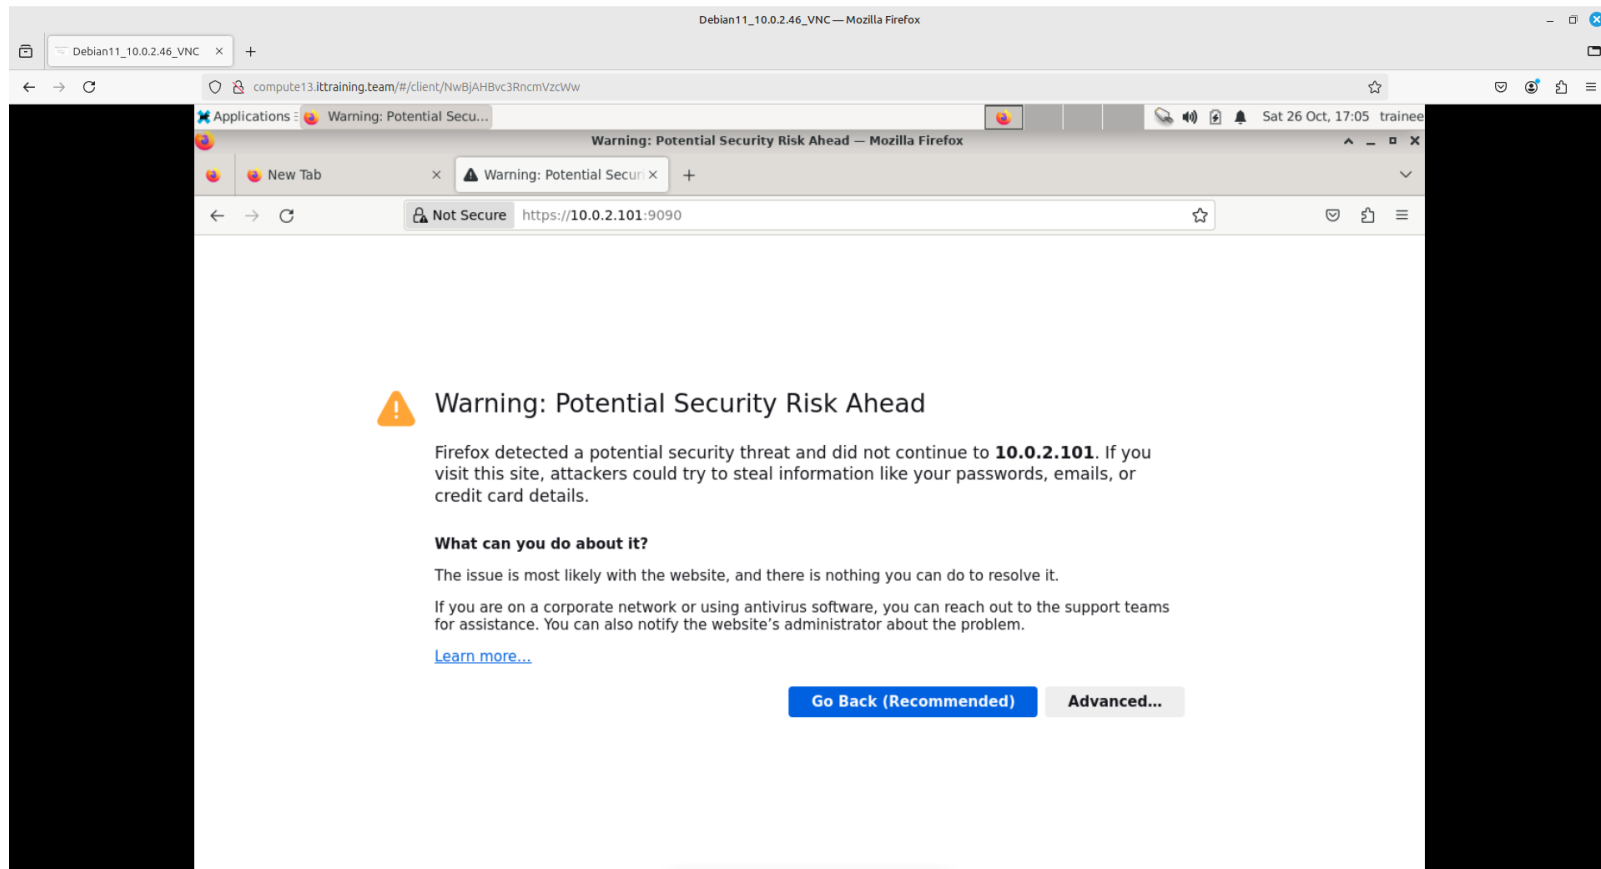 Debian11_10.0.2.46_VNC — Mozilla Firefox
Debian11_10.0.2.46_VNC
compute13.ittraining.team/#/client/NwBjAHBvc3RncmVzcWw
Applications Warning: Potential Secu... Sat 26 Oct, 17:05 trainee
Warning: Potential Security Risk Ahead — Mozilla Firefox
New Tab Warning: Potential Securi
Not Secure https://10.0.2.101:9090
Warning: Potential Security Risk Ahead
Firefox detected a potential security threat and did not continue to 10.0.2.101. If you
visit this site, attackers could try to steal information like your passwords, emails, or
credit card details.
What can you do about it?
The issue is most likely with the website, and there is nothing you can do to resolve it.
If you are on a corporate network or using antivirus software, you can reach out to the support teams
for assistance. You can also notify the website’s administrator about the problem.
Learn more…
Go Back (Recommended) Advanced…